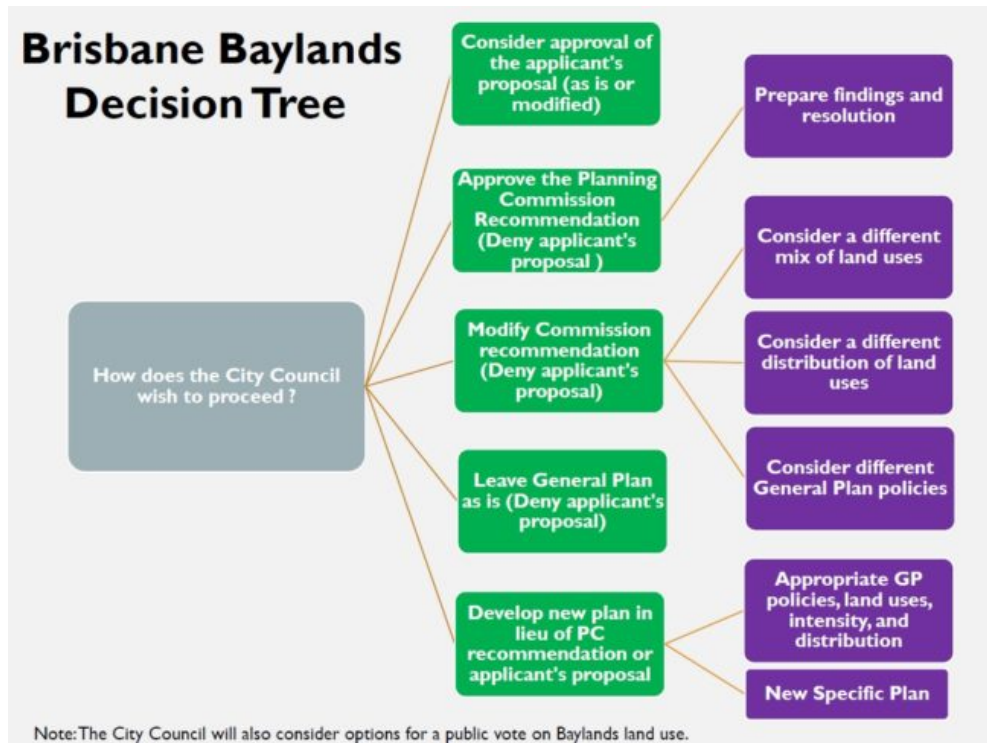 Brisbane Baylands
Decision Tree
How does the City Council
wish to proceed ?
Consider approval of
the applicant's
proposal (as is or
modified)
Approve the Planning
Commission
Recommendation
(Deny applicant's
proposal )
Modify Commission
recommendation
(Deny applicant's
proposal)
Leave General Plan
as is (Deny applicant's
proposal)
Develop new plan in
lieu of PC
recommendation or
applicant's proposal
Prepare findings and
resolution
Consider a different
mix of land uses
Consider a different
distribution of land
uses
Consider different
General Plan policies
Appropriate GP
policies, land uses,
intensity, and
distribution
New Specific Plan
Note: The City Council will also consider options for a public vote on Baylands land use.